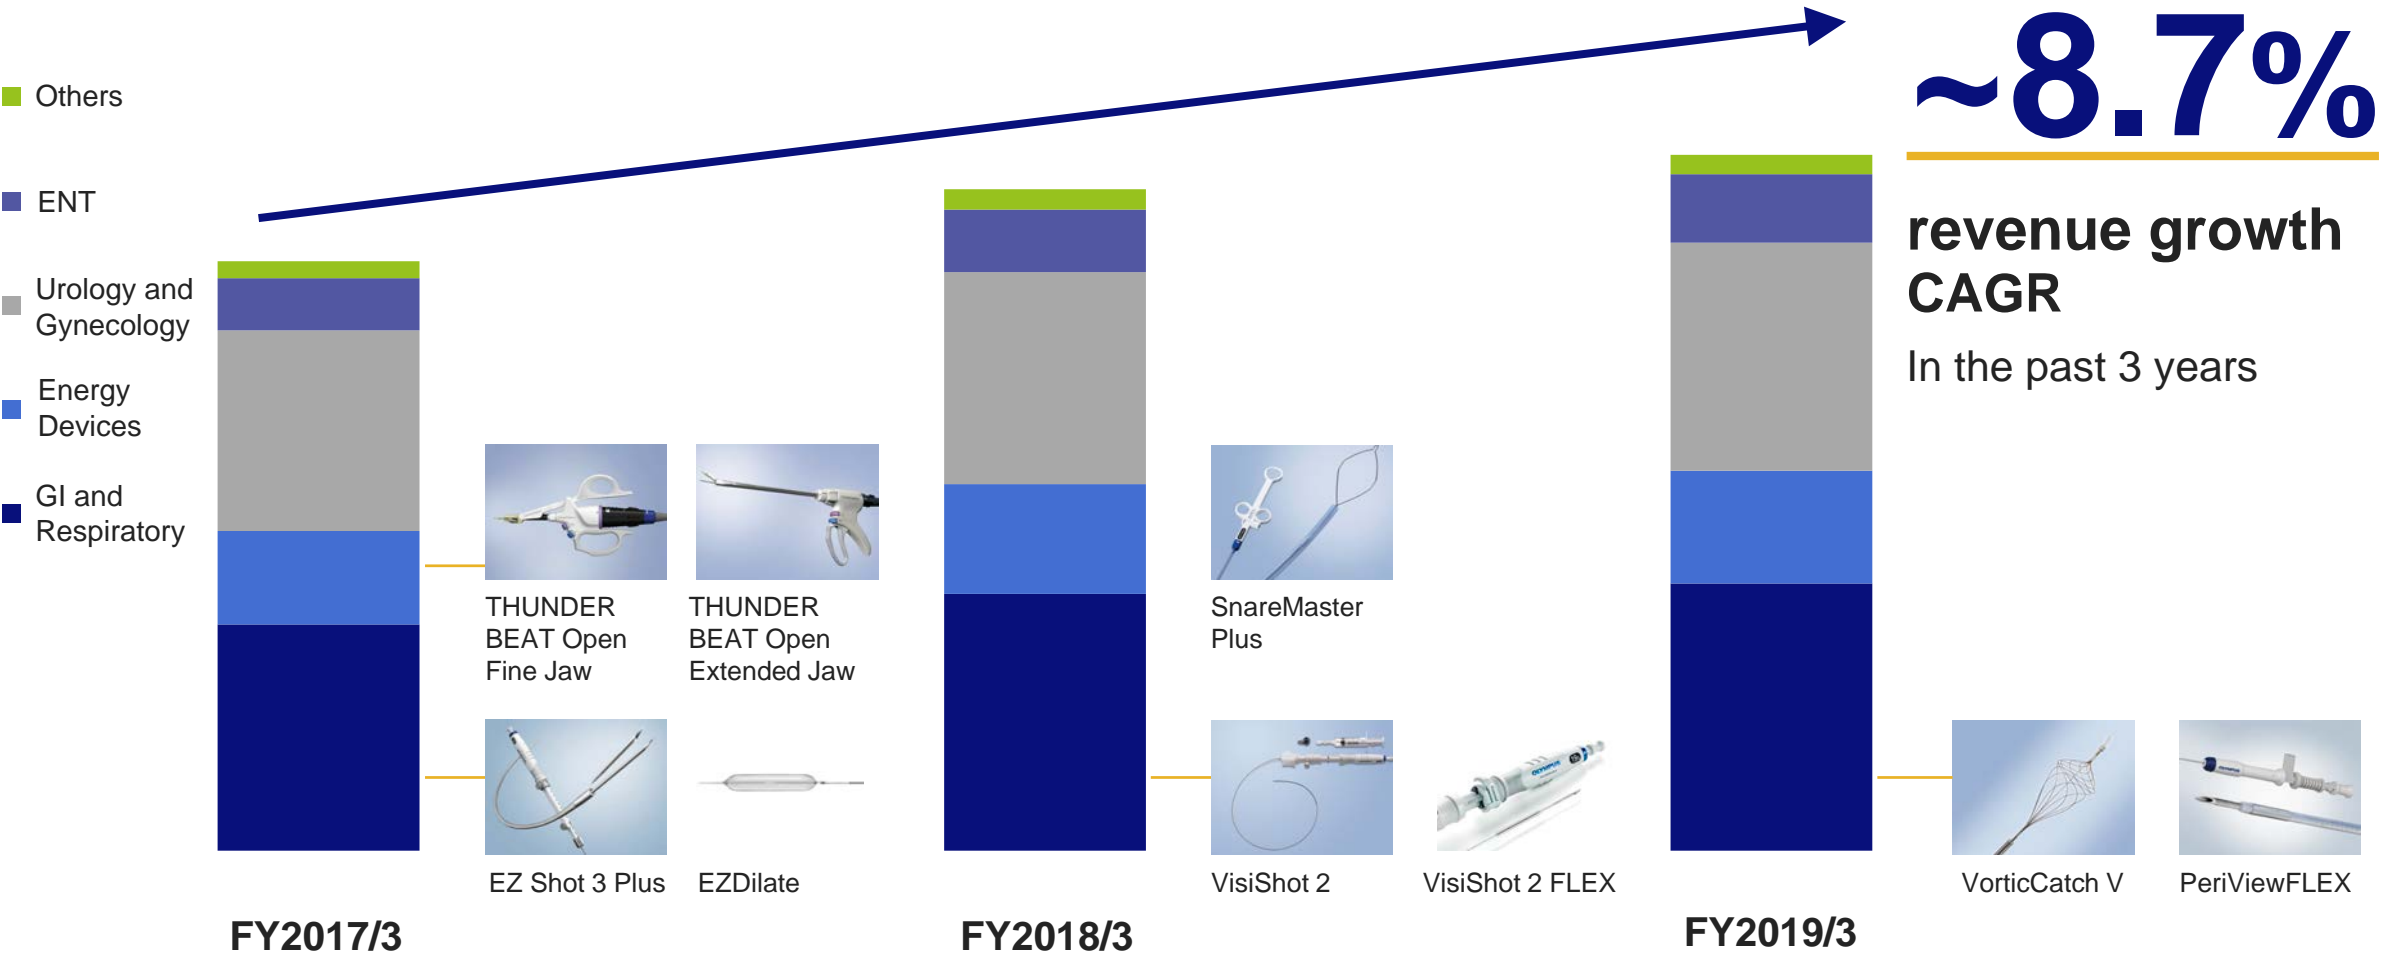 ~8.7%
revenue growth
CAGR
In the past 3 years
Others
ENT
Urology and
Gynecology
Energy
Devices
GI and
Respiratory
THUNDER
BEAT Open
Fine Jaw
THUNDER
BEAT Open
Extended Jaw
SnareMaster
Plus
OLYMPUS
EZ Shot 3 Plus
EZDilate
VisiShot 2
VisiShot 2 FLEX
VorticCatch V
PeriViewFLEX
FY2017/3
FY2018/3
FY2019/3